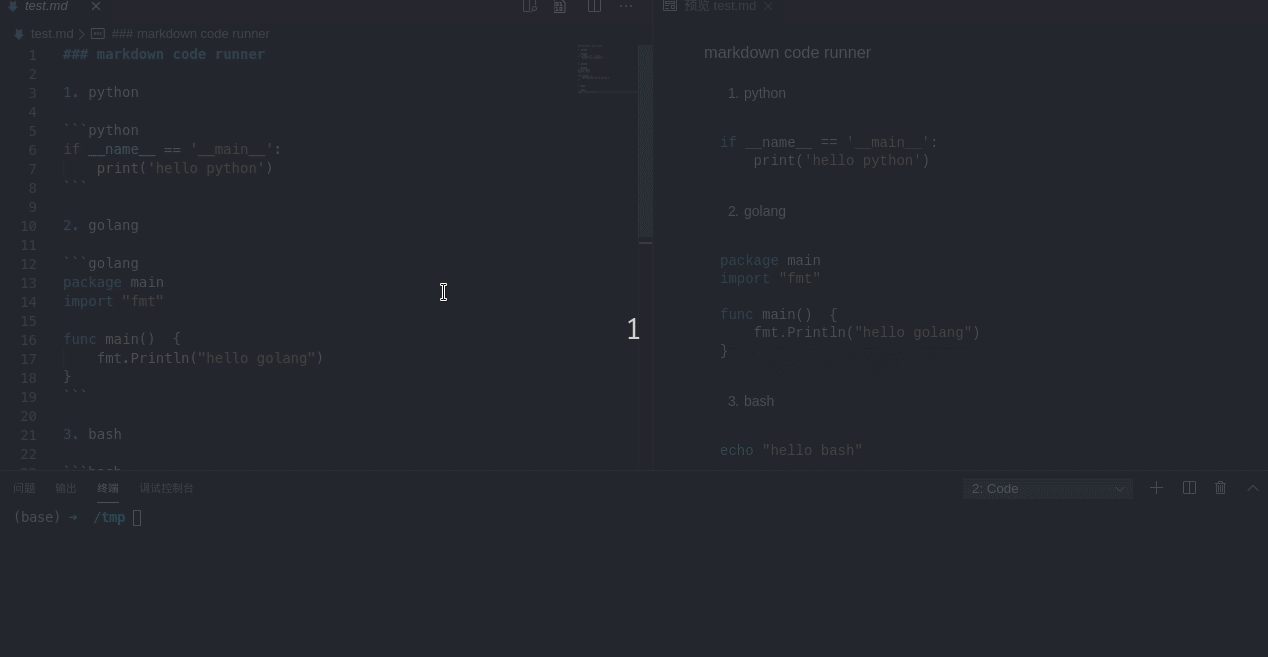 test.md
test.md > ### markdown code runner
1 ### markdown code runner
2
3 1. python
4
5 ```python
6 if __name__ == '__main__':
7     print('hello python')
8 ```
9
10 2. golang
11
12 ```golang
13 package main
14 import "fmt"
15
16 func main()  {
17     fmt.Println("hello golang")
18 }
19 ```
20
21 3. bash
22
```bash
预览 test.md
markdown code runner
1. python
if __name__ == '__main__':
    print('hello python')
2. golang
package main
import "fmt"
func main()  {
    fmt.Println("hello golang")
}
3. bash
echo "hello bash"
1
问题 输出 终端 调试控制台
2: Code
(base) ➜ /tmp